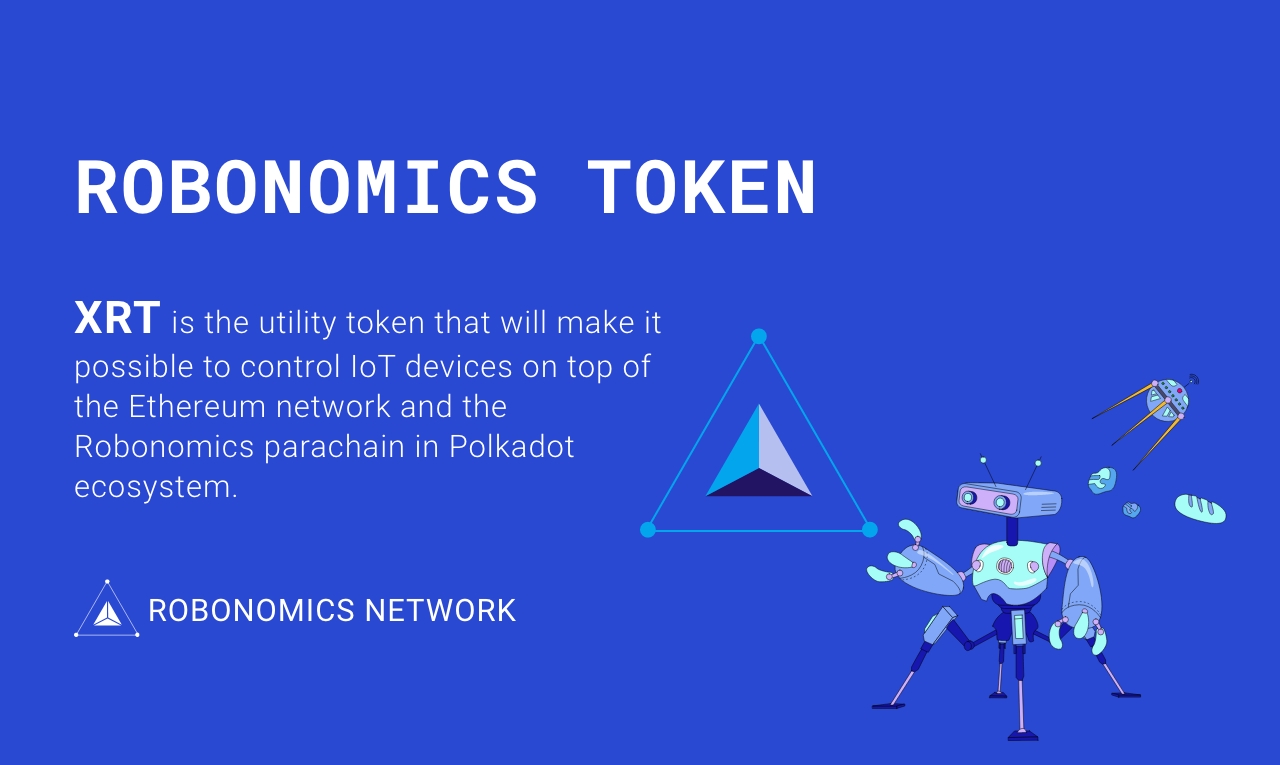 ROBONOMICS TOKEN
XRT is the utility token that will make it
possible to control IoT devices on top of
the Ethereum network and the
Robonomics parachain in Polkadot
ecosystem.
ROBONOMICS NETWORK